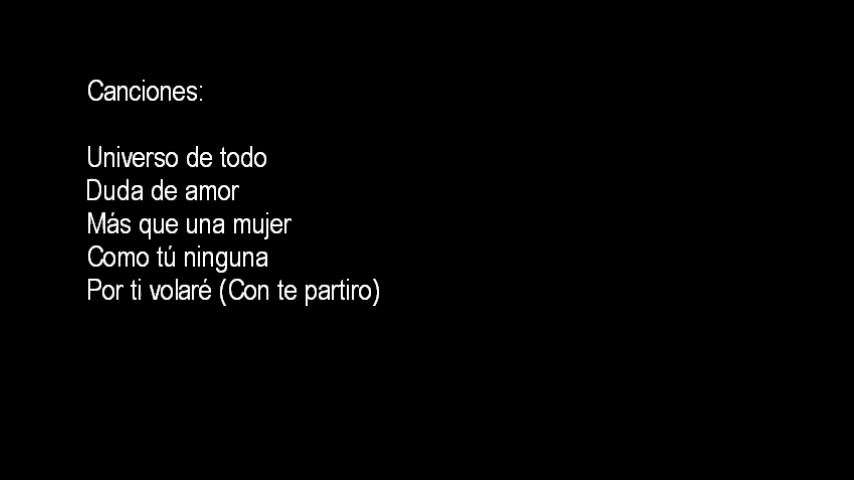 Canciones:
Universo de todo
Duda de amor
Más que una mujer
Como tú ninguna
Por ti volaré (Con te partiro)